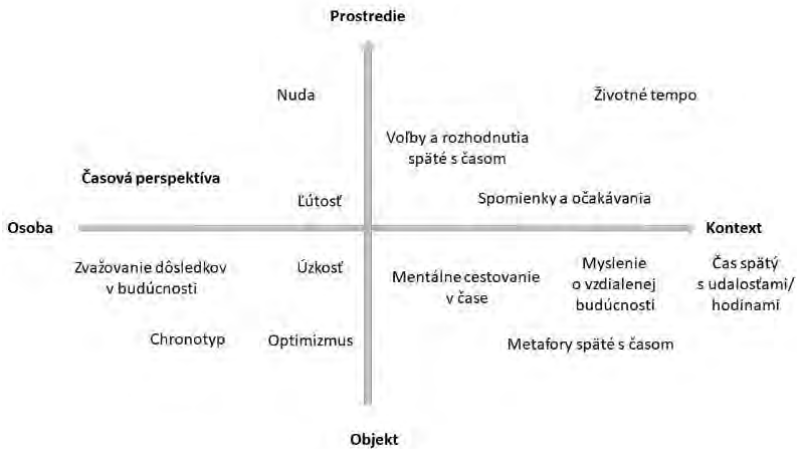 Prostredie
Nuda
Životné tempo
Voľby a rozhodnutia
späté s časom
Časová perspektíva
Ľútosť
Spomienky a očakávania
Osoba
Kontext
Zvažovanie dôsledkov
v budúcnosti
Úzkosť
Mentálne cestovanie
v čase
Myslenie
o vzdialenej
budúcnosti
Čas spätý
s udalosťami/
hodinami
Chronotyp
Optimizmus
Metafory späté s časom
Objekt